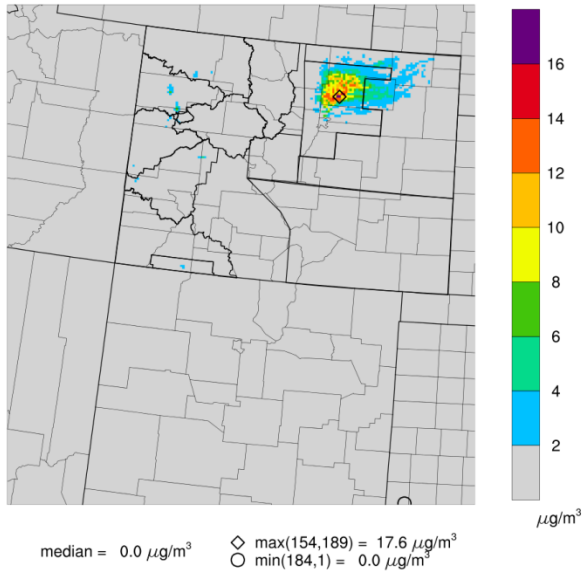 16
14
12
10
8
6
4
2
μg/m³
median = 0.0 μg/m³
max(154,189) = 17.6 μg/m³
min(184,1) = 0.0 μg/m³